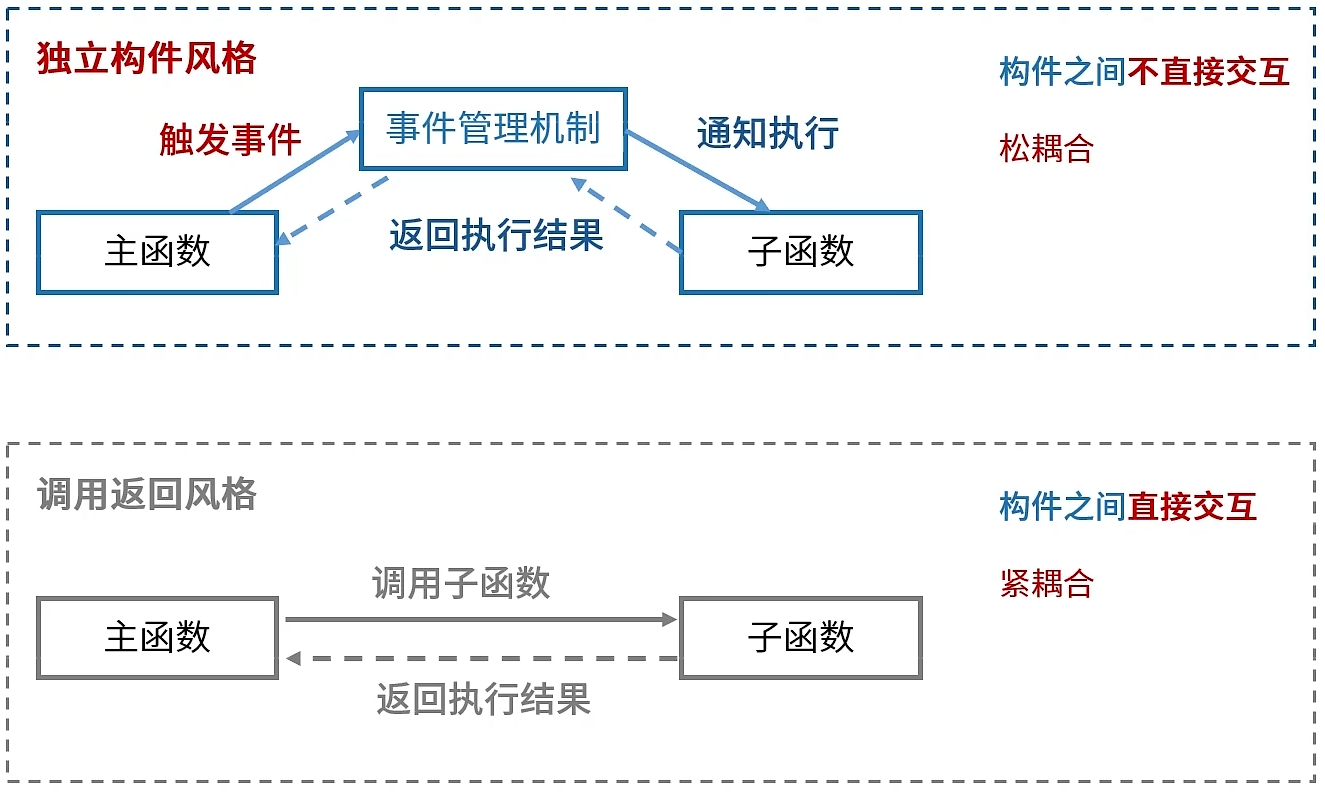 独立构件风格
构件之间不直接交互
触发事件
事件管理机制
通知执行
松耦合
返回执行结果
主函数
子函数
调用返回风格
构件之间直接交互
调用子函数
紧耦合
主函数
子函数
返回执行结果